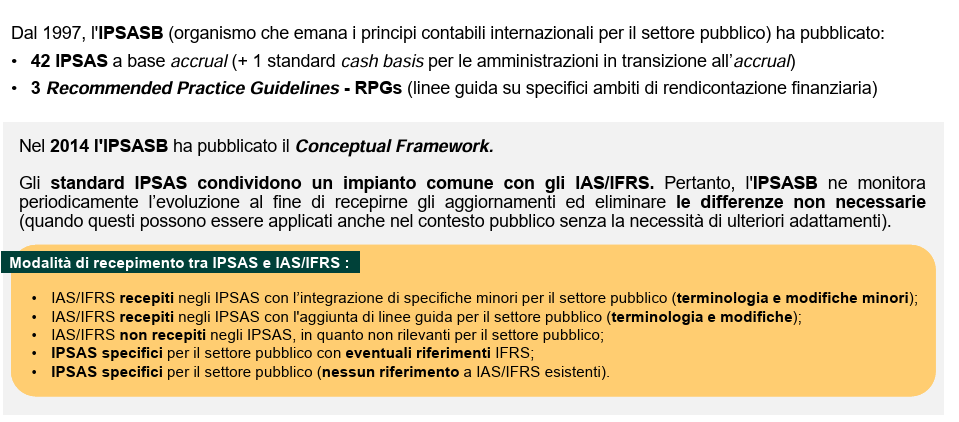 Dal 1997, l'IPSASB (organismo che emana i principi contabili internazionali per il settore pubblico) ha pubblicato:
• 42 IPSAS a base accrual (+ 1 standard cash basis per le amministrazioni in transizione all’accrual)
• 3 Recommended Practice Guidelines - RPGs (linee guida su specifici ambiti di rendicontazione finanziaria)
Nel 2014 l'IPSASB ha pubblicato il Conceptual Framework.
Gli standard IPSAS condividono un impianto comune con gli IAS/IFRS. Pertanto, l'IPSASB ne monitora
periodicamente l’evoluzione al fine di recepirne gli aggiornamenti ed eliminare le differenze non necessarie
(quando questi possono essere applicati anche nel contesto pubblico senza la necessità di ulteriori adattamenti).
Modalità di recepimento tra IPSAS e IAS/IFRS :
• IAS/IFRS recepiti negli IPSAS con l’integrazione di specifiche minori per il settore pubblico (terminologia e modifiche minori);
• IAS/IFRS recepiti negli IPSAS con l'aggiunta di linee guida per il settore pubblico (terminologia e modifiche);
• IAS/IFRS non recepiti negli IPSAS, in quanto non rilevanti per il settore pubblico;
• IPSAS specifici per il settore pubblico con eventuali riferimenti IFRS;
• IPSAS specifici per il settore pubblico (nessun riferimento a IAS/IFRS esistenti).